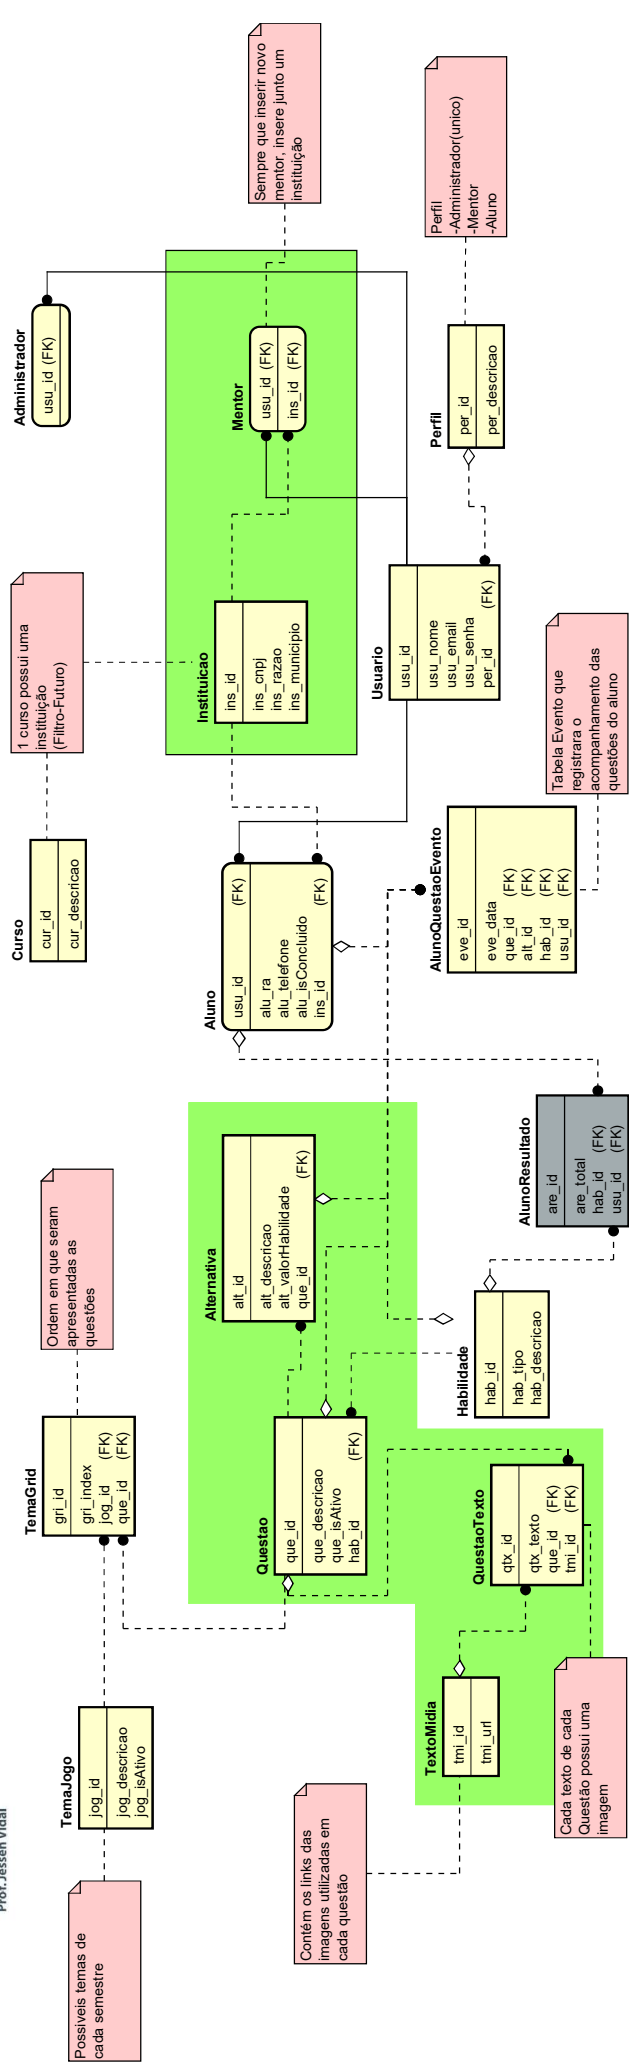 Prof. Jessen Vidal
Possiveis temas de
cada semestre
TemaJogo
jog_id
jog_descricao
jog_isAtivo
TemaGrid
gri_id
gri_index
jog_id (FK)
que_id (FK)
Ordem em que seram
apresentadas as
questões
Curso
cur_id
cur_descricao
1 curso possui uma
instituição
(Filtro-Futuro)
Administrador
usu_id (FK)
Contém os links das
imagens utilizadas em
cada questão
Questao
que_id
que_descricao
que_isAtivo
hab_id (FK)
Alternativa
alt_id
alt_descricao
alt_valorHabilidade
que_id (FK)
Aluno
usu_id (FK)
alu_ra
alu_telefone
alu_isConcluido
ins_id (FK)
Instituicao
ins_id
ins_cnpj
ins_razao
ins_municipio
Mentor
usu_id (FK)
ins_id (FK)
Sempre que inserir novo
mentor, insere junto um
instituição
TextoMidia
tmi_id
tmi_url
QuestaoTexto
qtx_id
qtx_texto
que_id (FK)
tmi_id (FK)
Habilidade
hab_id
hab_tipo
hab_descricao
AlunoResultado
are_id
are_total
hab_id (FK)
usu_id (FK)
AlunoQuestaoEvento
eve_id
eve_data
que_id (FK)
alt_id (FK)
hab_id (FK)
usu_id (FK)
Usuario
usu_id
usu_nome
usu_email
usu_senha
per_id (FK)
Perfil
per_id
per_descricao
Perfil
-Administrador(unico)
-Mentor
-Aluno
Cada texto de cada
Questão possui uma
imagem
Tabela Evento que
registrara o
acompanhamento das
questões do aluno